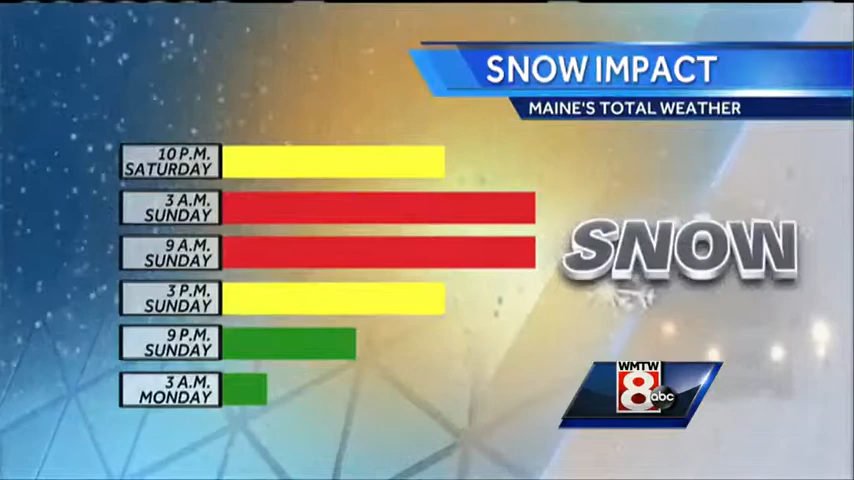 SNOW IMPACT
MAINE'S TOTAL WEATHER
10 P.M.
SATURDAY
3 A.M.
SUNDAY
9 A.M.
SUNDAY
3 P.M.
SUNDAY
9 P.M.
SUNDAY
3 A.M.
MONDAY
SNOW
WMTW
8 abc